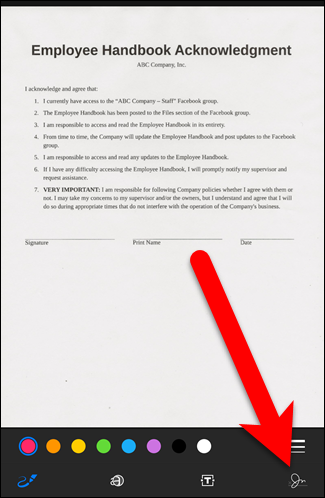 Employee Handbook Acknowledgment
ABC Company, Inc.
I acknowledge and agree that:
1. I currently have access to the “ABC Company – Staff” Facebook group.
2. The Employee Handbook has been posted to the Files section of the Facebook group.
3. I am responsible to access and read the Employee Handbook in its entirety.
4. From time to time, the Company will update the Employee Handbook and post updates to the Facebook
group.
5. I am responsible to access and read any updates to the Employee Handbook.
6. If I have any difficulty accessing the Employee Handbook, I will promptly notify my supervisor and
request assistance.
7. VERY IMPORTANT: I am responsible for following Company policies whether I agree with them or
not. I may take my concerns to my supervisor and/or the owners, but I understand and agree that I will
do so during appropriate times that do not interfere with the operation of the Company's business.
Signature Print Name Date
T